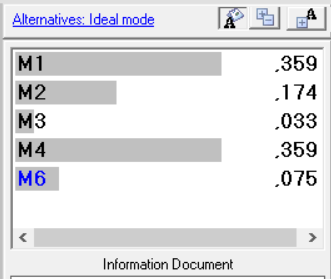 Alternatives: Ideal mode
M1 ,359
M2 ,174
M3 ,033
M4 ,359
M6 ,075
Information Document